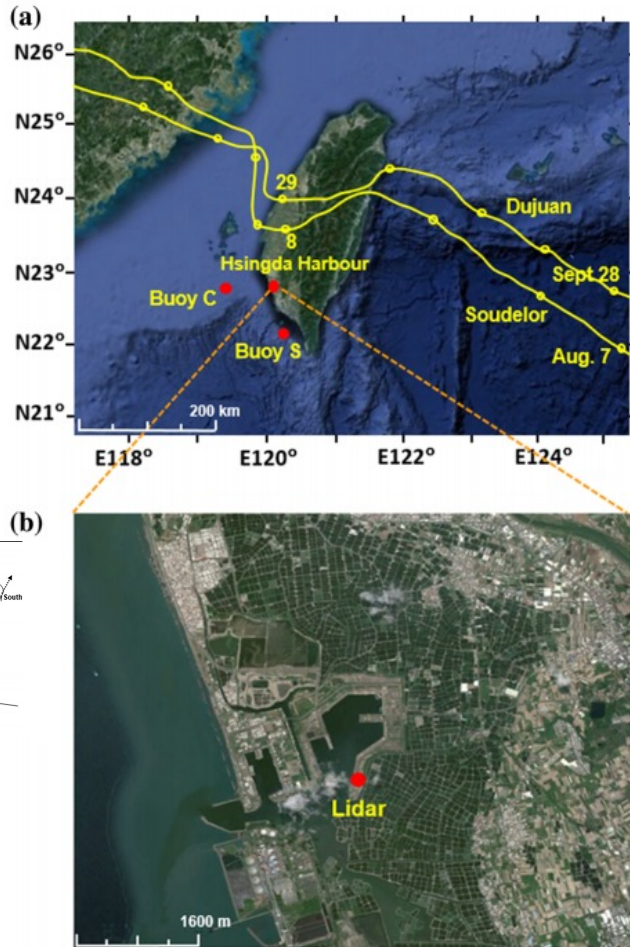 (a)
N26°
N25°
N24°
N23°
N22°
N21°
29
8
Dujuan
Hsingda Harbour
Sept.28
Buoy C
Soudelor
Buoy S
Aug. 7
200 km
E118° E120° E122° E124°
(b)
South
Lidar
1600 m